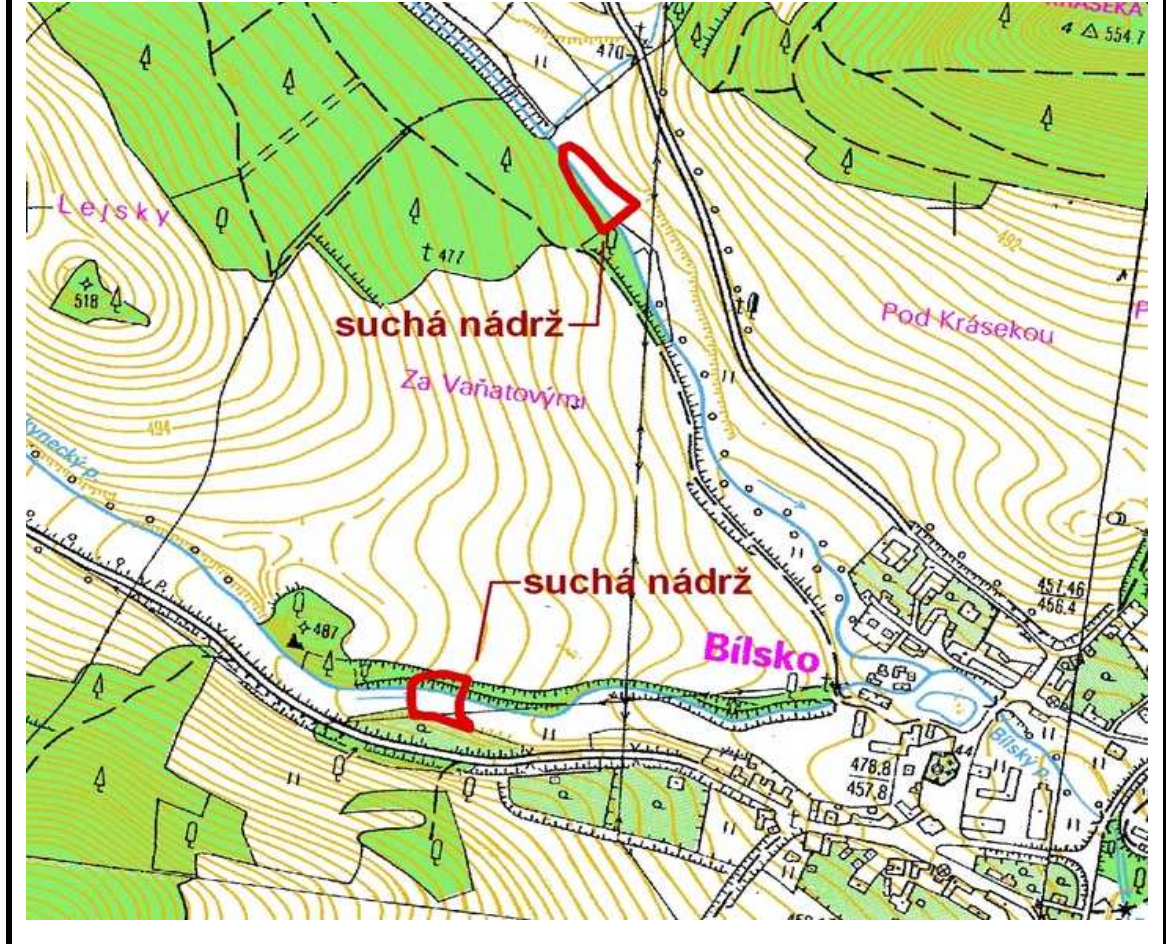 KRÁSEKA
4 554.7
470
Lejsky
477
518
492
suchá nádrž
Pod Krásekou
Za Vaňatovými
494
suchá nádrž
457.46
456.4
487
Bílsko
Bílský p.
478.8
457.8